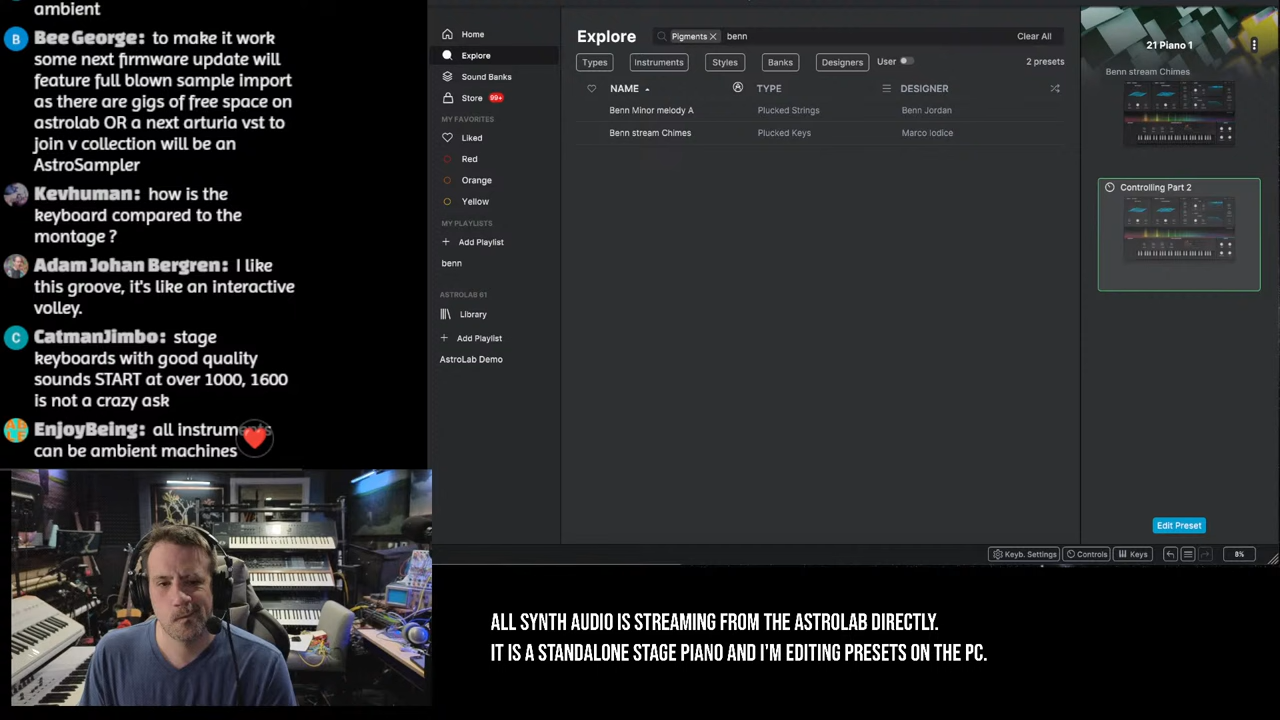 ambient
B Bee George: to make it work
some next firmware update will
feature full blown sample import
as there are gigs of free space on
astrolab OR a next arturia vst to
join v collection will be an
AstroSampler
Kevhuman: how is the
keyboard compared to the
montage ?
Adam Johan Bergren: I like
this groove, it's like an interactive
volley.
C CatmanJimbo: stage
keyboards with good quality
sounds START at over 1000, 1600
is not a crazy ask
EnjoyBeing: all instruments
can be ambient machines
Home
Explore
Sound Banks
Store 99+
MY FAVORITES
Liked
Red
Orange
Yellow
MY PLAYLISTS
Add Playlist
benn
ASTROLAB 61
Library
Add Playlist
AstroLab Demo
Explore Pigments benn Clear All
Types Instruments Styles Banks Designers User 2 presets
NAME TYPE DESIGNER
Benn Minor melody A Plucked Strings Benn Jordan
Benn stream Chimes Plucked Keys Marco Iodice
21 Piano 1
Benn stream Chimes
Controlling Part 2
Edit Preset
Keyb. Settings Controls Keys 8%
ALL SYNTH AUDIO IS STREAMING FROM THE ASTROLAB DIRECTLY.
IT IS A STANDALONE STAGE PIANO AND I'M EDITING PRESETS ON THE PC.